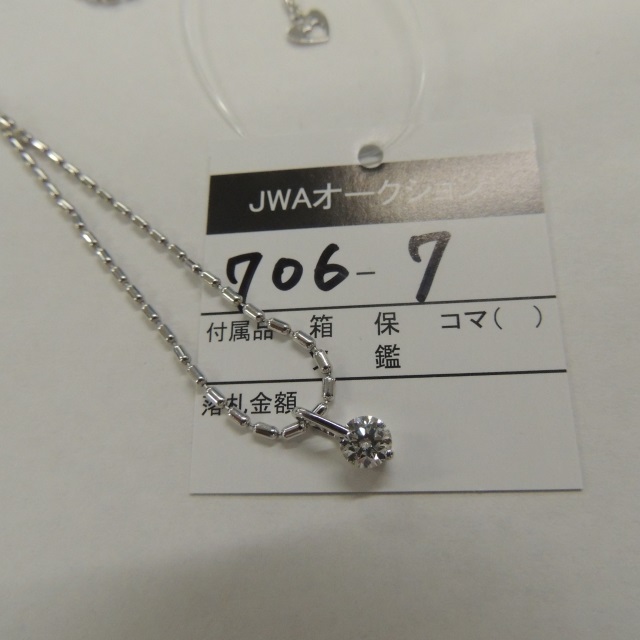 JWAオークション
706-7
付属品 箱 保 コマ( )
鑑
落札金額